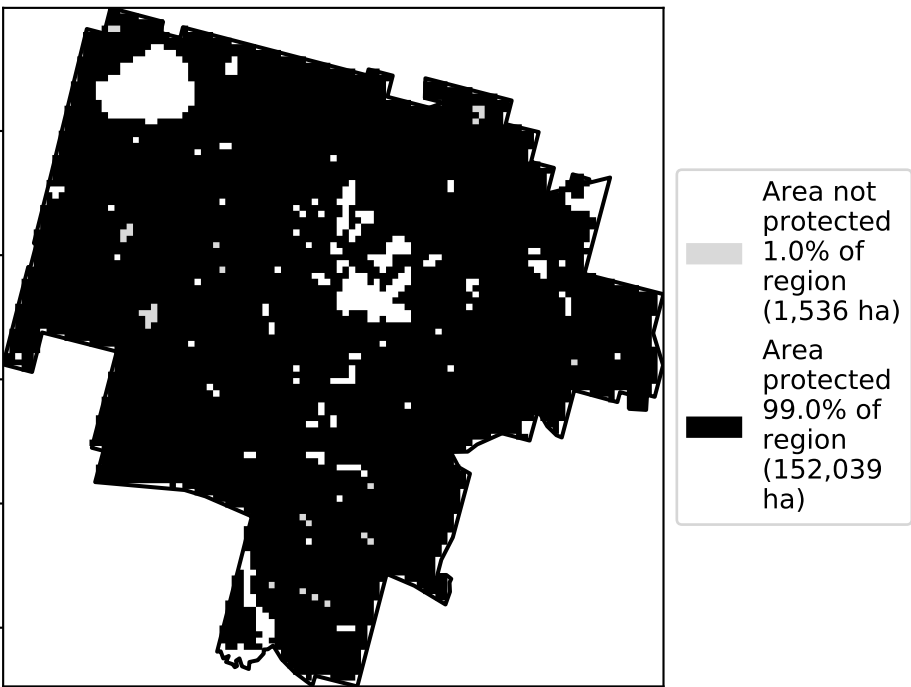 Area not
protected
1.0% of
region
(1,536 ha)
Area
protected
99.0% of
region
(152,039
ha)